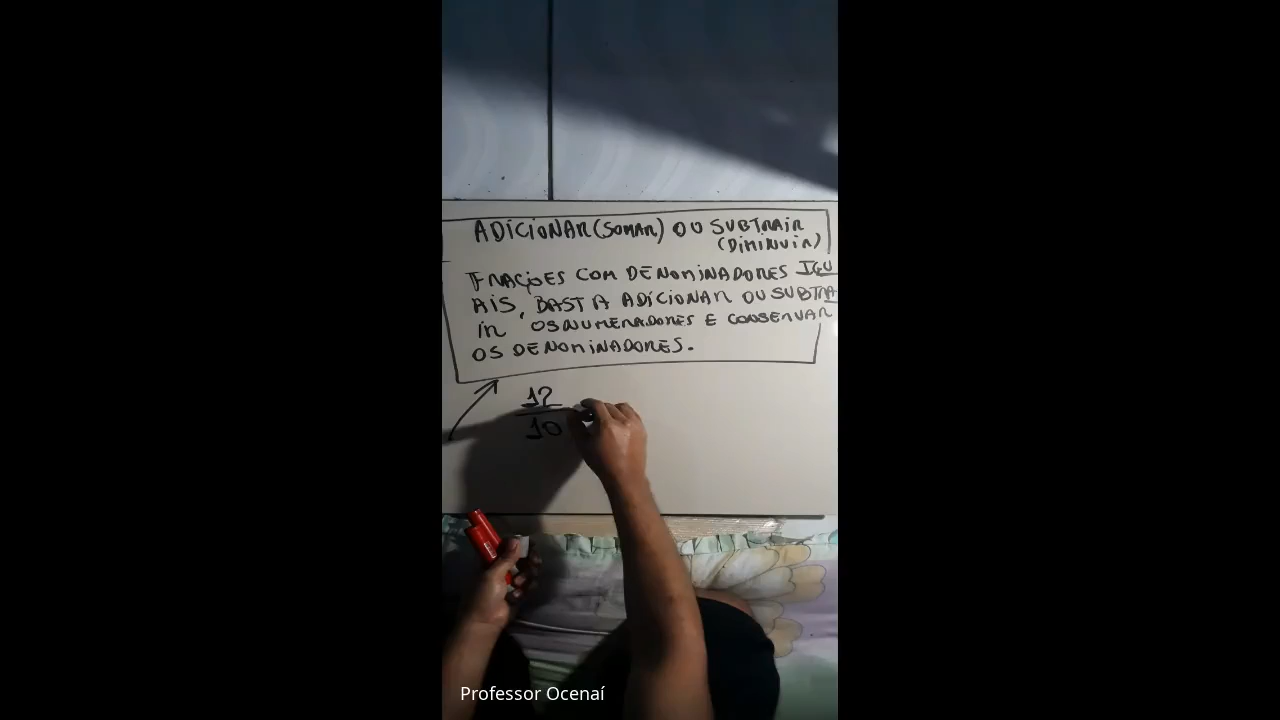 ADICIONAR (SOMAR) OU SUBTRAIR
(DIMINUIR)
FRAÇÕES COM DENOMINADORES IGU
AIS, BASTA ADICIONAR OU SUBTRA
IR OS NUMERADORES E CONSERVAR
OS DENOMINADORES.
12
10
Professor Ocenaí